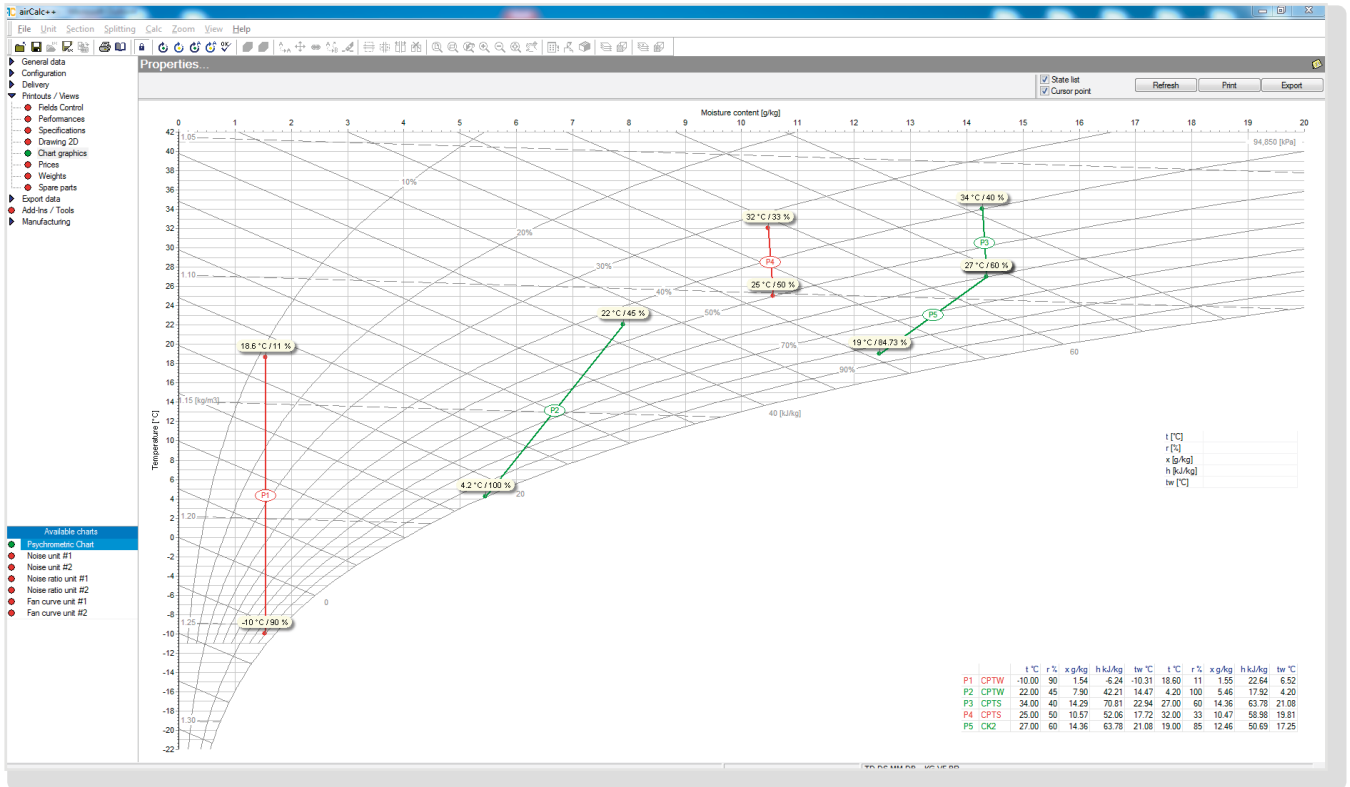 airCalc++
File Unit Section Splitting Calc Zoom View Help
General data
Configuration
Delivery
Printouts / Views
Fields Control
Performances
Specifications
Drawing 2D
Chart graphics
Prices
Weights
Spare parts
Export data
Add-Ins / Tools
Manufacturing
Available charts
Psychrometric Chart
Noise unit #1
Noise unit #2
Noise ratio unit #1
Noise ratio unit #2
Fan curve unit #1
Fan curve unit #2
Properties...
State list
Cursor point
Refresh Print Export
Moisture content [g/kg]
0 1 2 3 4 5 6 7 8 9 10 11 12 13 14 15 16 17 18 19 20
Temperature [°C]
42
40
38
36
34
32
30
28
26
24
22
20
18
16
14
12
10
8
6
4
2
0
-2
-4
-6
-8
-10
-12
-14
-16
-18
-20
-22
1.05
94,850 [kPa]
10%
34 °C / 40 %
32 °C / 33 %
20%
P3
P4
30%
27 °C / 60 %
1.10
25 °C / 50 %
40%
22 °C / 45 %
50%
P5
18.6 °C / 11 %
70%
19 °C / 84.73 %
60
90%
1.15 [kg/m3]
P2
40 [kJ/kg]
4.2 °C / 100 %
20
P1
1.20
0
-10 °C / 90 %
1.25
1.30
t [°C]
r [%]
x [g/kg]
h [kJ/kg]
tw [°C]
t °C r % x g/kg h kJ/kg tw °C t °C r % x g/kg h kJ/kg tw °C
P1 CPTW -10.00 90 1.54 -6.24 -10.31 18.60 11 1.55 22.64 6.52
P2 CPTW 22.00 45 7.90 42.21 14.47 4.20 100 5.46 17.92 4.20
P3 CPTS 34.00 40 14.29 70.81 22.94 27.00 60 14.36 63.78 21.08
P4 CPTS 25.00 50 10.57 52.06 17.72 32.00 33 10.47 58.98 19.81
P5 CK2 27.00 60 14.36 63.78 21.08 19.00 85 12.46 50.69 17.25